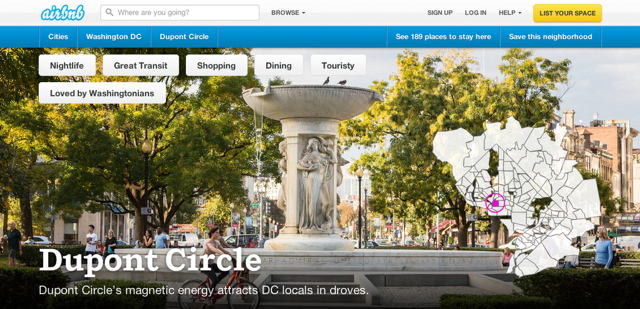 airbnb
Where are you going?
BROWSE
SIGN UP
LOG IN
HELP
LIST YOUR SPACE
Cities
Washington DC
Dupont Circle
See 189 places to stay here
Save this neighborhood
Nightlife
Great Transit
Shopping
Dining
Touristy
Loved by Washingtonians
Dupont Circle
Dupont Circle's magnetic energy attracts DC locals in droves.